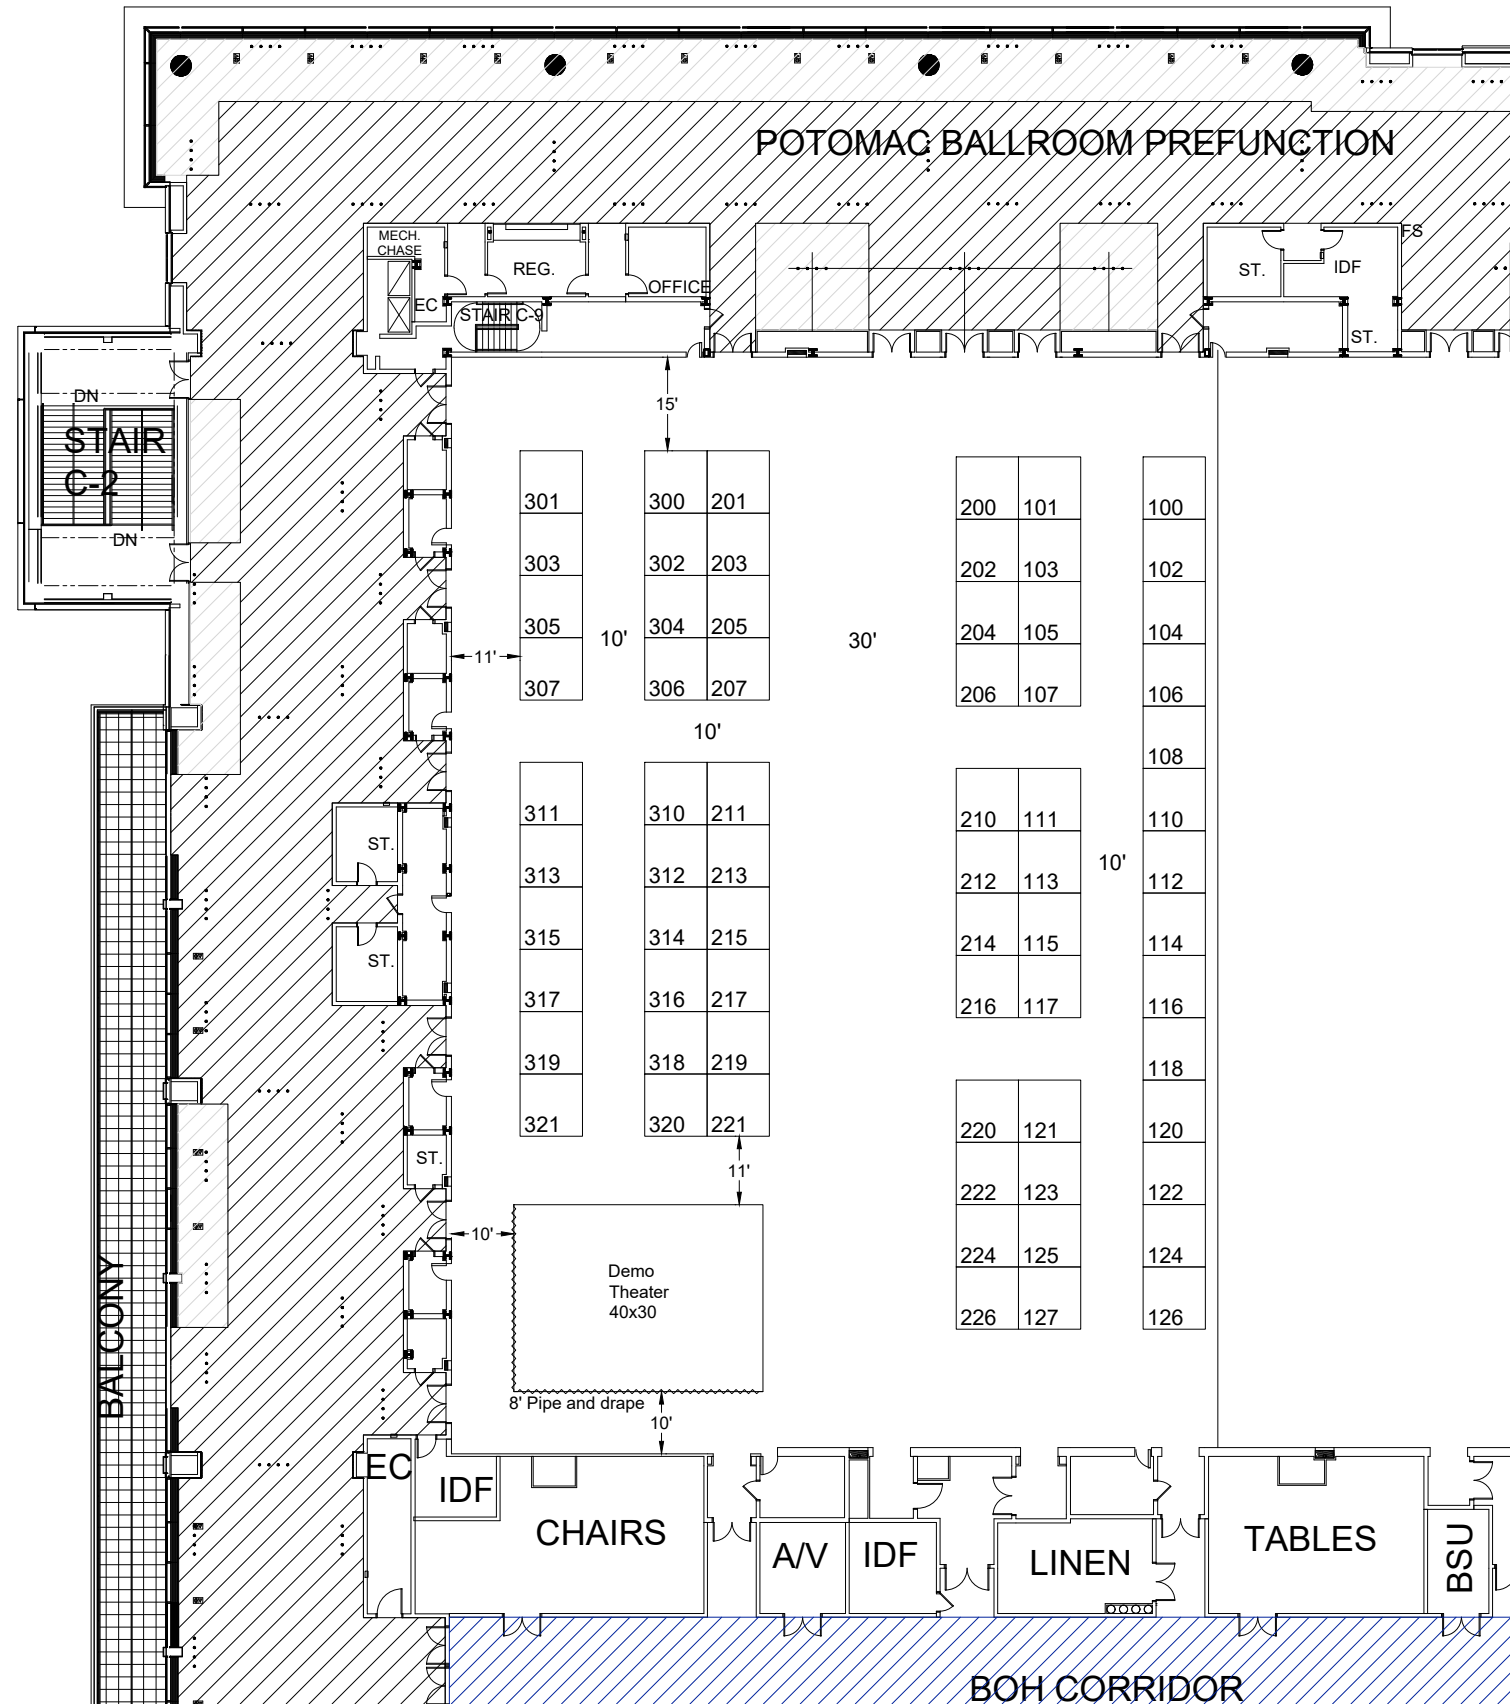 POTOMAC BALLROOM PREFUNCTION
MECH.
CHASE
REG.
OFFICE
EC
STAIR C-9
FS
ST.
IDF
ST.
DN
STAIR
C-2
DN
15'
301
300 201
200 101
100
303
302 203
202 103
102
305
304 205
204 105
104
10'
30'
11'
307
306 207
206 107
106
10'
108
311
310 211
210 111
110
ST.
10'
313
312 213
212 113
112
315
314 215
214 115
114
ST.
317
316 217
216 117
116
319
318 219
118
321
320 221
220 121
120
ST.
11'
222 123
122
10'
224 125
124
Demo
Theater
40x30
226 127
126
BALCONY
8' Pipe and drape
10'
EC
IDF
CHAIRS
A/V
IDF
LINEN
TABLES
BSU
BOH CORRIDOR